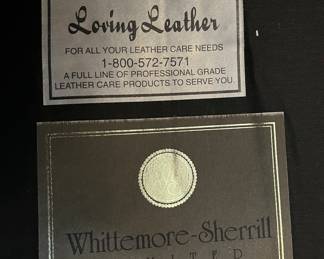 Loving Leather
FOR ALL YOUR LEATHER CARE NEEDS
1-800-572-7571
A FULL LINE OF PROFESSIONAL GRADE
LEATHER CARE PRODUCTS TO SERVE YOU.
Whittemore-Sherrill